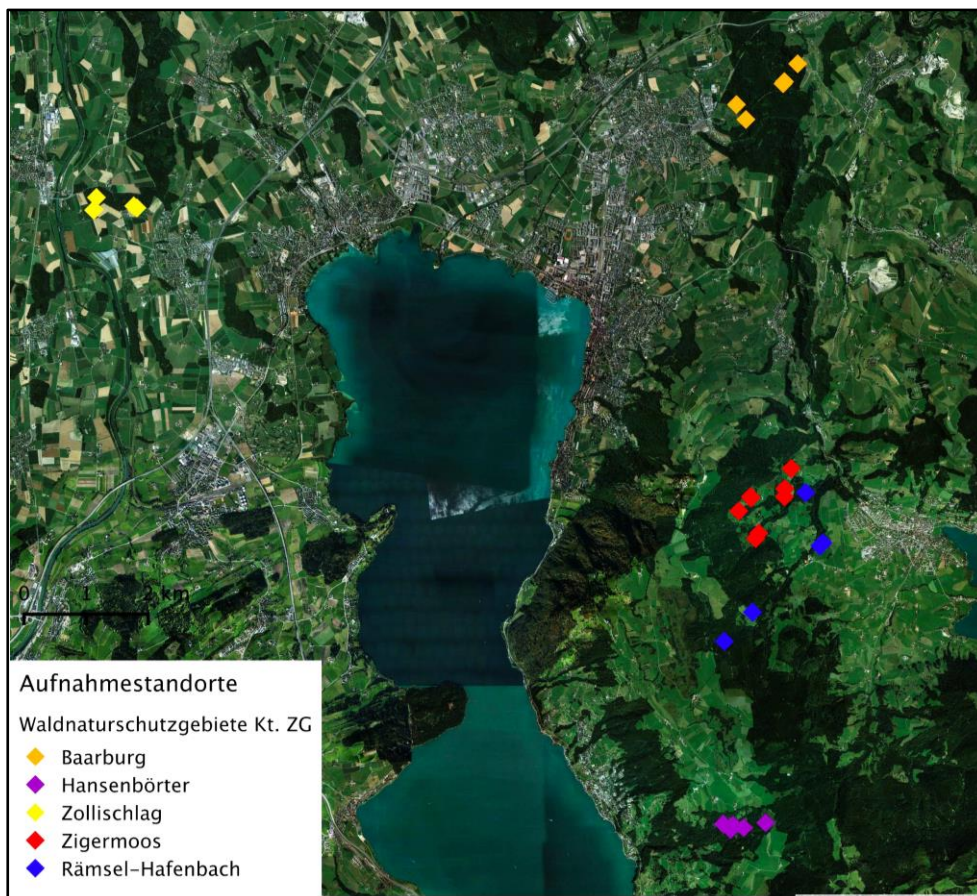 0 1 2 km
Aufnahmestandorte
Waldnaturschutzgebiete Kt. ZG
Baarburg
Hansenbörter
Zollischlag
Zigermoos
Rämsel-Hafenbach